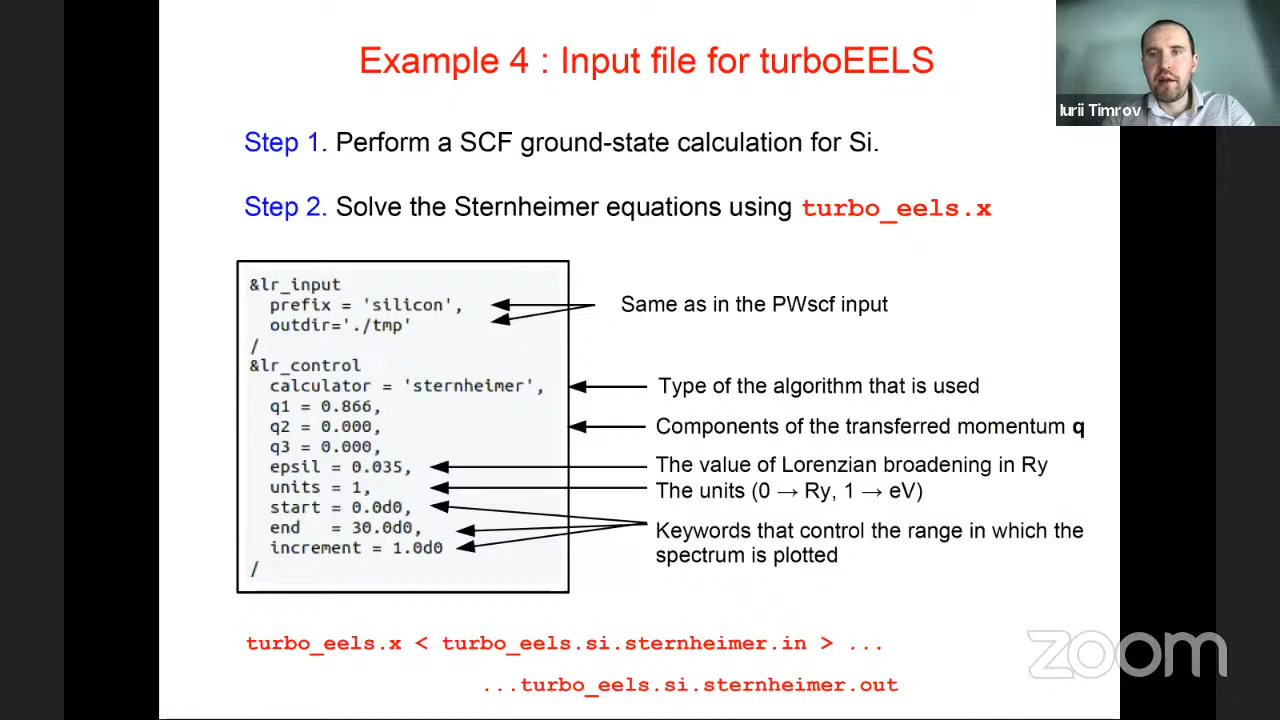 Example 4 : Input file for turboEELS
Iurii Timrov
Step 1. Perform a SCF ground-state calculation for Si.
Step 2. Solve the Sternheimer equations using turbo_eels.x
&lr_input
prefix = 'silicon',
outdir='./tmp'
/
Same as in the PWscf input
&lr_control
calculator = 'sternheimer',
Type of the algorithm that is used
q1 = 0.866,
q2 = 0.000,
q3 = 0.000,
Components of the transferred momentum q
epsil = 0.035,
The value of Lorenzian broadening in Ry
units = 1,
The units (0 → Ry, 1 → eV)
start = 0.0d0,
end = 30.0d0,
increment = 1.0d0
/
Keywords that control the range in which the
spectrum is plotted
turbo_eels.x < turbo_eels.si.sternheimer.in > ...
...turbo_eels.si.sternheimer.out
zoom